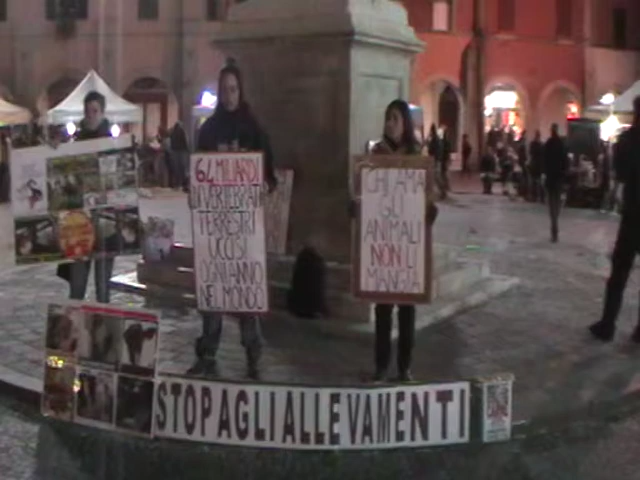 64 MILIARDI
DI VERTEBRATI
TERRESTRI
UCCISI
OGNI ANNO
NEL MONDO
CHI AMA
GLI
ANIMALI
NON LI
MANGIA
STOP AGLI ALLEVAMENTI